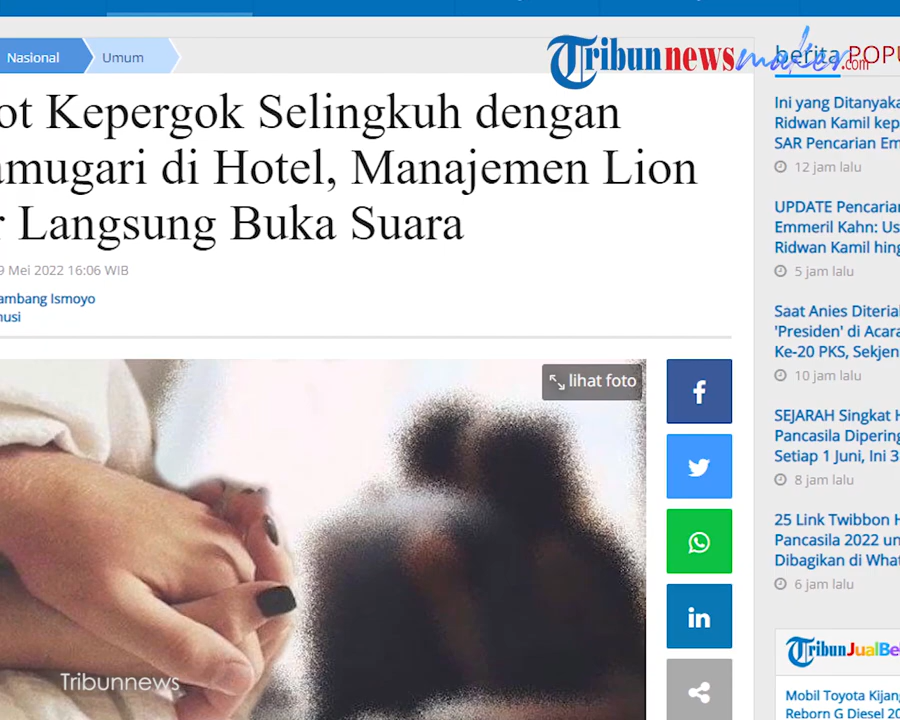 Nasional
Umum
Tribunnewsmaker.com
ot Kepergok Selingkuh dengan
amugari di Hotel, Manajemen Lion
r Langsung Buka Suara
9 Mei 2022 16:06 WIB
ambang Ismoyo
nusi
lihat foto
Tribunnews
berita POPU
Ini yang Ditanyaka
Ridwan Kamil kep
SAR Pencarian Em
12 jam lalu
UPDATE Pencarian
Emmeril Kahn: Us
Ridwan Kamil hing
5 jam lalu
Saat Anies Diterial
'Presiden' di Acara
Ke-20 PKS, Sekjen
10 jam lalu
SEJARAH Singkat H
Pancasila Dipering
Setiap 1 Juni, Ini 3
8 jam lalu
25 Link Twibbon H
Pancasila 2022 un
Dibagikan di What
6 jam lalu
TribunJualBel
Mobil Toyota Kijang
Reborn G Diesel 20